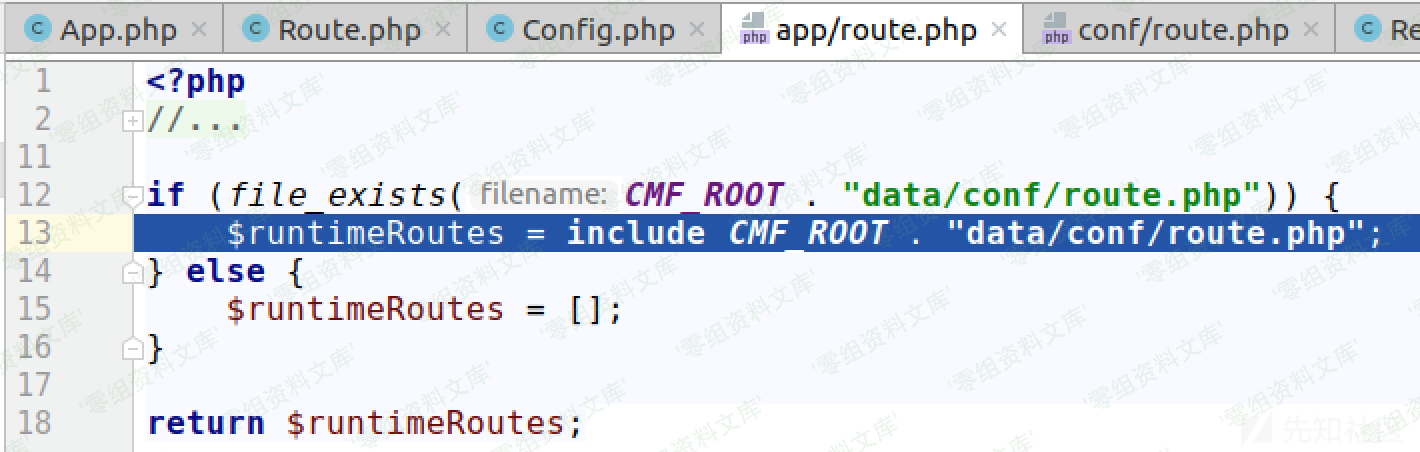 App.php Route.php Config.php app/route.php conf/route.php Re
1 <?php
2 //...
11
12 if (file_exists( filename: CMF_ROOT . "data/conf/route.php")) {
13 $runtimeRoutes = include CMF_ROOT . "data/conf/route.php";
14 } else {
15 $runtimeRoutes = [];
16 }
17
18 return $runtimeRoutes;
'零组资料文库'
先知社区